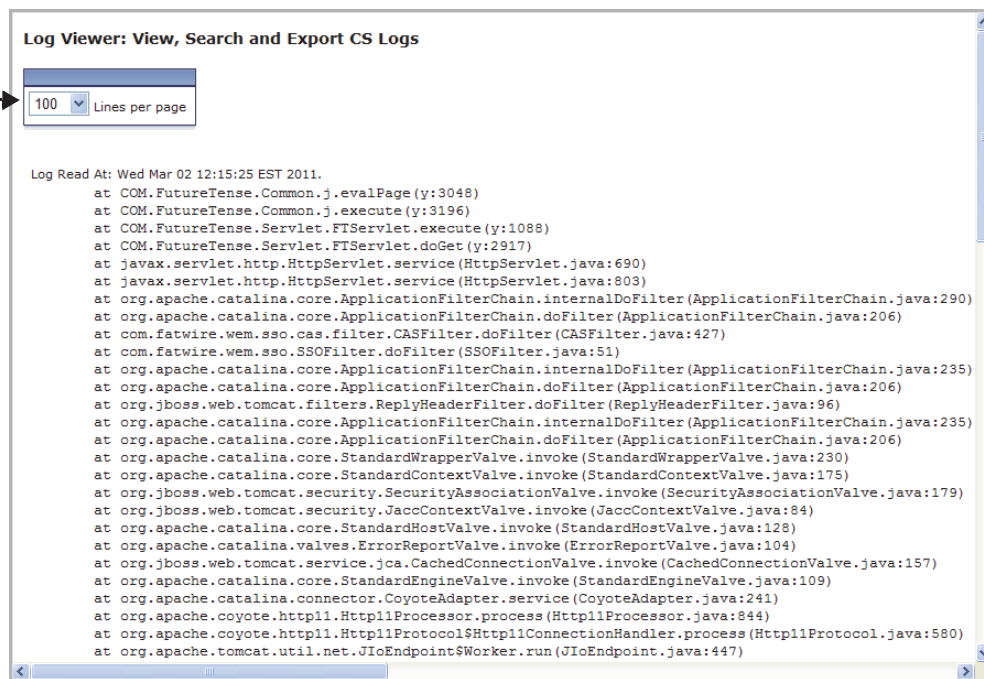 Log Viewer: View, Search and Export CS Logs
100 Lines per page
Log Read At: Wed Mar 02 12:15:25 EST 2011.
at COM.FutureTense.Common.j.evalPage(y:3048)
at COM.FutureTense.Common.j.execute(y:3196)
at COM.FutureTense.Servlet.FTServlet.execute(y:1088)
at COM.FutureTense.Servlet.FTServlet.doGet(y:2917)
at javax.servlet.http.HttpServlet.service(HttpServlet.java:690)
at javax.servlet.http.HttpServlet.service(HttpServlet.java:803)
at org.apache.catalina.core.ApplicationFilterChain.internalDoFilter(ApplicationFilterChain.java:290)
at org.apache.catalina.core.ApplicationFilterChain.doFilter(ApplicationFilterChain.java:206)
at com.fatwire.wem.sso.cas.filter.CASFilter.doFilter(CASFilter.java:427)
at com.fatwire.wem.sso.SSOFilter.doFilter(SSOFilter.java:51)
at org.apache.catalina.core.ApplicationFilterChain.internalDoFilter(ApplicationFilterChain.java:235)
at org.apache.catalina.core.ApplicationFilterChain.doFilter(ApplicationFilterChain.java:206)
at org.jboss.web.tomcat.filters.ReplyHeaderFilter.doFilter(ReplyHeaderFilter.java:96)
at org.apache.catalina.core.ApplicationFilterChain.internalDoFilter(ApplicationFilterChain.java:235)
at org.apache.catalina.core.ApplicationFilterChain.doFilter(ApplicationFilterChain.java:206)
at org.apache.catalina.core.StandardWrapperValve.invoke(StandardWrapperValve.java:230)
at org.apache.catalina.core.StandardContextValve.invoke(StandardContextValve.java:175)
at org.jboss.web.tomcat.security.SecurityAssociationValve.invoke(SecurityAssociationValve.java:179)
at org.jboss.web.tomcat.security.JaccContextValve.invoke(JaccContextValve.java:84)
at org.apache.catalina.core.StandardHostValve.invoke(StandardHostValve.java:128)
at org.apache.catalina.valves.ErrorReportValve.invoke(ErrorReportValve.java:104)
at org.jboss.web.tomcat.service.jca.CachedConnectionValve.invoke(CachedConnectionValve.java:157)
at org.apache.catalina.core.StandardEngineValve.invoke(StandardEngineValve.java:109)
at org.apache.catalina.connector.CoyoteAdapter.service(CoyoteAdapter.java:241)
at org.apache.coyote.http11.Http11Processor.process(Http11Processor.java:844)
at org.apache.coyote.http11.Http11Protocol$Http11ConnectionHandler.process(Http11Protocol.java:580)
at org.apache.tomcat.util.net.JIoEndpoint$Worker.run(JIoEndpoint.java:447)